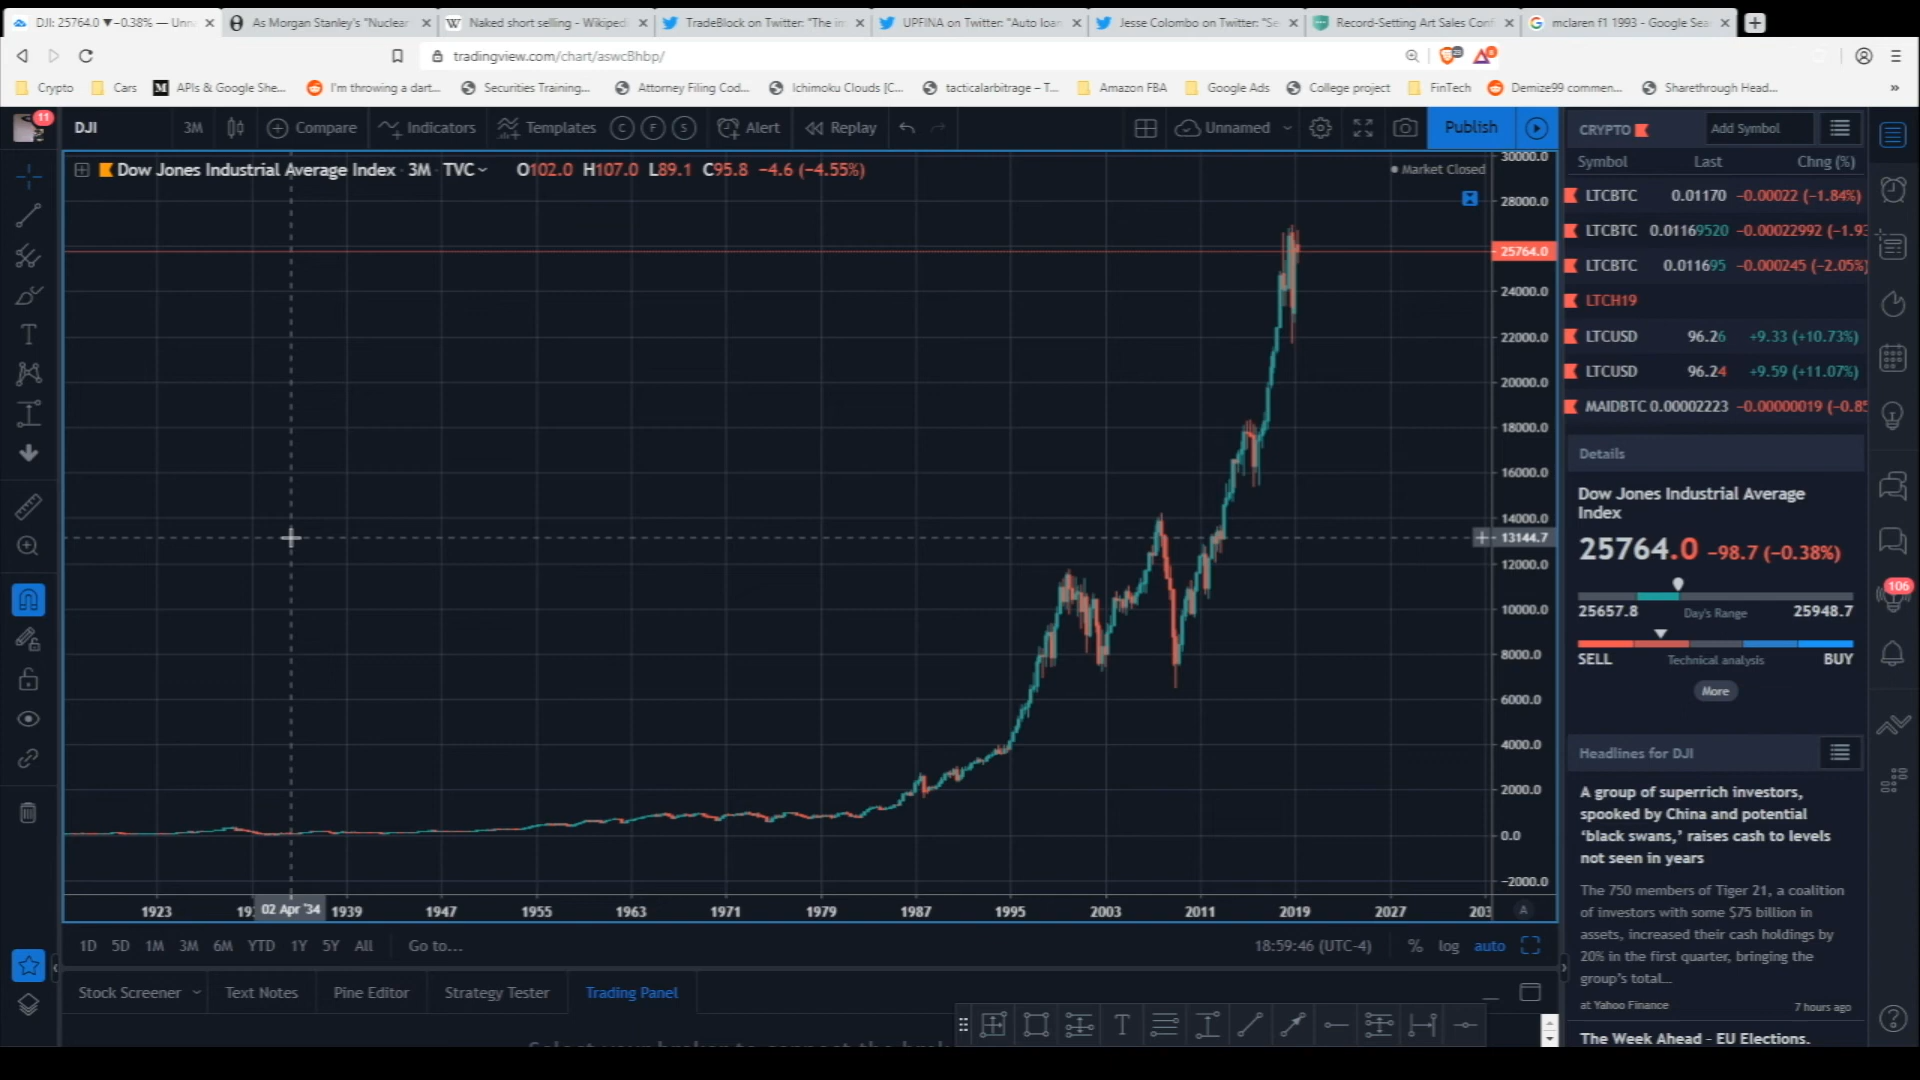 DJI: 25764.0 ▼−0.38% — Unn
As Morgan Stanley's "Nuclear
Naked short selling - Wikiped
TradeBlock on Twitter: "The im
UPFINA on Twitter: "Auto loan
Jesse Colombo on Twitter: "Se
Record-Setting Art Sales Conf
mclaren f1 1993 - Google Sea
tradingview.com/chart/aswcBhbp/
Crypto
Cars
APIs & Google She...
I'm throwing a dart...
Securities Training...
Attorney Filing Cod...
Ichimoku Clouds [C...
tacticalarbitrage – T...
Amazon FBA
Google Ads
College project
FinTech
Demize99 commen...
Sharethrough Head...
11
DJI
3M
Compare
Indicators
Templates
C
F
S
Alert
Replay
Unnamed
Publish
CRYPTO
Add Symbol
Dow Jones Industrial Average Index · 3M · TVC
O102.0 H107.0 L89.1 C95.8 −4.6 (−4.55%)
Market Closed
Symbol Last Chng (%)
LTCBTC 0.01170 −0.00022 (−1.84%)
LTCBTC 0.01169520 −0.00022992 (−1.93
LTCBTC 0.011695 −0.000245 (−2.05%)
LTCH19
LTCUSD 96.26 +9.33 (+10.73%)
LTCUSD 96.24 +9.59 (+11.07%)
MAIDBTC 0.00002223 −0.00000019 (−0.85
30000.0
28000.0
25764.0
24000.0
22000.0
20000.0
18000.0
16000.0
14000.0
13144.7
12000.0
10000.0
8000.0
6000.0
4000.0
2000.0
0.0
−2000.0
Details
Dow Jones Industrial Average
Index
25764.0 −98.7 (−0.38%)
25657.8 Day's Range 25948.7
SELL Technical analysis BUY
More
106
Headlines for DJI
A group of superrich investors,
spooked by China and potential
‘black swans,’ raises cash to levels
not seen in years
The 750 members of Tiger 21, a coalition
of investors with some $75 billion in
assets, increased their cash holdings by
20% in the first quarter, bringing the
group's total...
at Yahoo Finance 7 hours ago
The Week Ahead - EU Elections,
1923
02 Apr '34
1939
1947
1955
1963
1971
1979
1987
1995
2003
2011
2019
2027
203
A
1D
5D
1M
3M
6M
YTD
1Y
5Y
All
Go to...
18:59:46 (UTC-4)
%
log
auto
Stock Screener
Text Notes
Pine Editor
Strategy Tester
Trading Panel